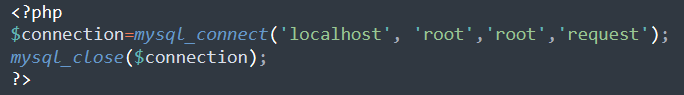 <?php
$connection=mysql_connect('localhost', 'root','root','request');
mysql_close($connection);
?>